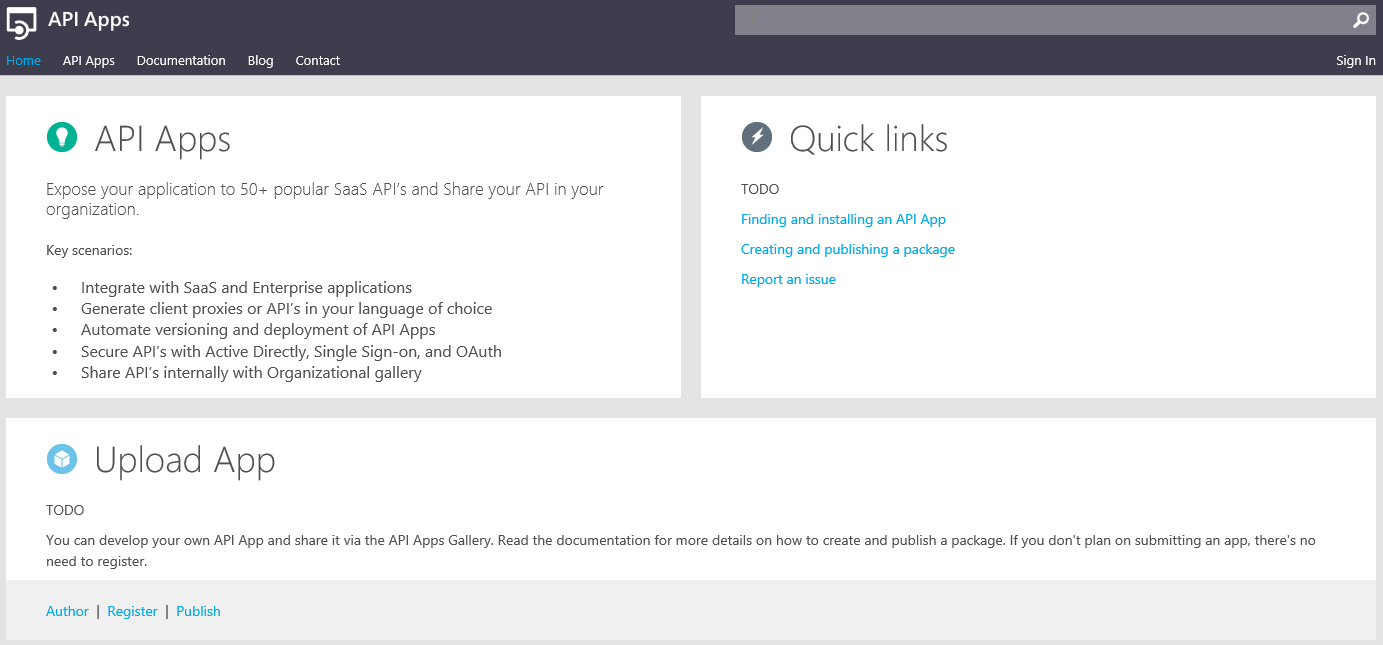 API Apps
Home API Apps Documentation Blog Contact Sign In
API Apps
Expose your application to 50+ popular SaaS API's and Share your API in your
organization.
Key scenarios:
• Integrate with SaaS and Enterprise applications
• Generate client proxies or API's in your language of choice
• Automate versioning and deployment of API Apps
• Secure API's with Active Directly, Single Sign-on, and OAuth
• Share API's internally with Organizational gallery
Quick links
TODO
Finding and installing an API App
Creating and publishing a package
Report an issue
Upload App
TODO
You can develop your own API App and share it via the API Apps Gallery. Read the documentation for more details on how to create and publish a package. If you don't plan on submitting an app, there's no
need to register.
Author | Register | Publish